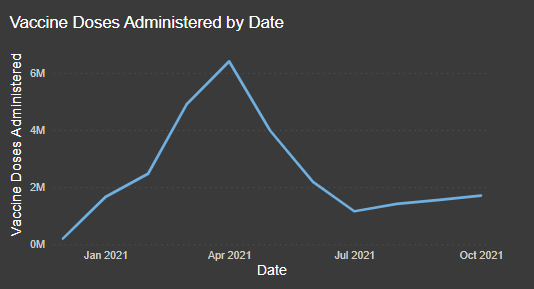 Vaccine Doses Administered by Date
Vaccine Doses Administered
6M
4M
2M
0M
Jan 2021 Apr 2021 Jul 2021 Oct 2021
Date